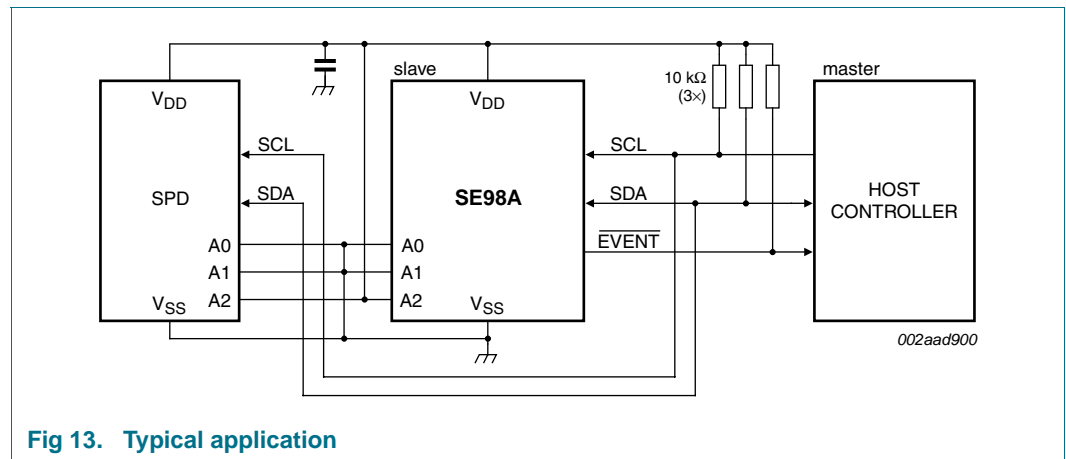 slave
10 kΩ
(3×)
master
VDD
VDD
SCL
SCL
SDA
SPD
SE98A
SDA
HOST
CONTROLLER
EVENT
A0
A0
A1
A1
A2
A2
VSS
VSS
002aad900
Fig 13. Typical application